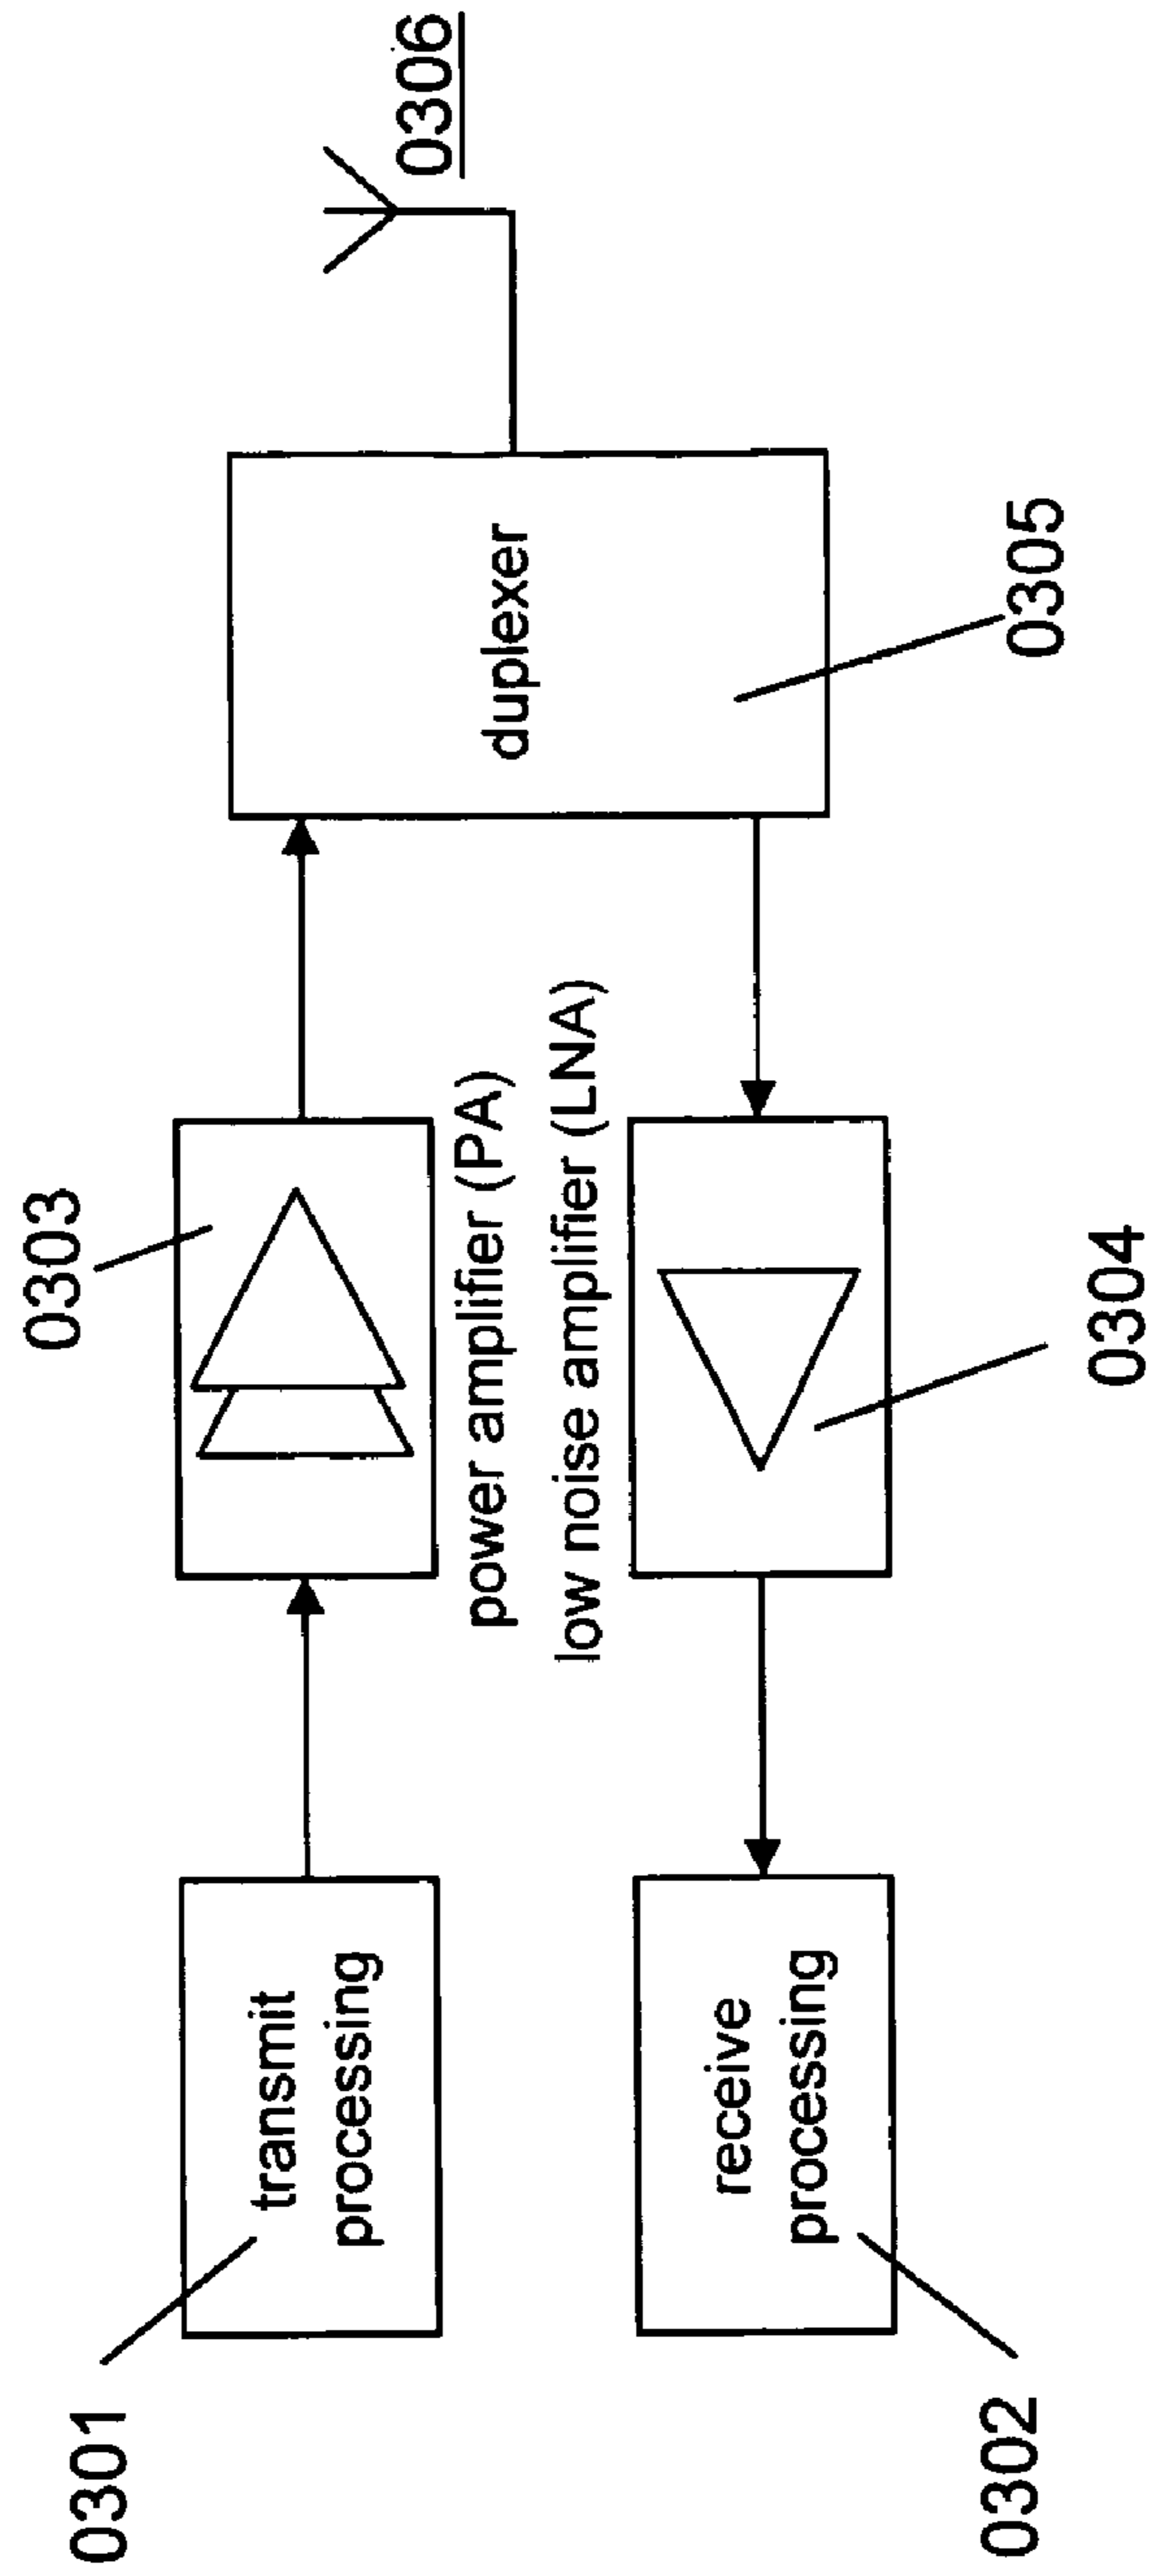 0303
0306
power amplifier (PA)
duplexer
0301
transmit
processing
low noise amplifier (LNA)
receive
processing
0302
0304
0305